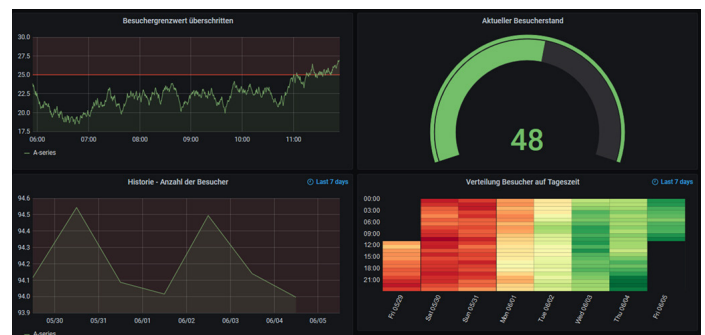 Besuchergrenzwert überschritten
30.0
27.5
25.0
22.5
20.0
17.5
06:00 07:00 08:00 09:00 10:00 11:00
A-series
Aktueller Besucherstand
48
Historie - Anzahl der Besucher
Last 7 days
94.6
94.5
94.4
94.3
94.2
94.1
94.0
93.9
05/30 05/31 06/01 06/02 06/03 06/04 06/05
A-series
Verteilung Besucher auf Tageszeit
Last 7 days
00:00
03:00
06:00
09:00
12:00
15:00
18:00
21:00
Fri 05/29 Sat 05/30 Sun 05/31 Mon 06/01 Tue 06/02 Wed 06/03 Thu 06/04 Fri 06/05